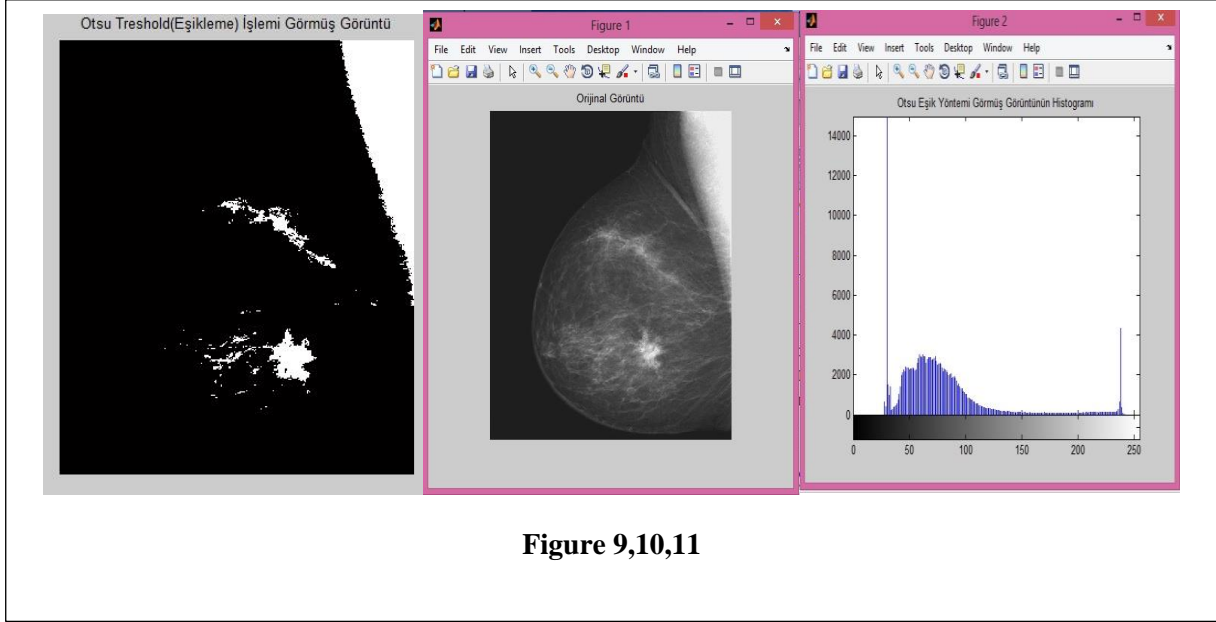 Otsu Treshold(Eşikleme) İşlemi Görmüş Görüntü
Figure 1
File Edit View Insert Tools Desktop Window Help
Orijinal Görüntü
Figure 2
File Edit View Insert Tools Desktop Window Help
Otsu Eşik Yöntemi Görmüş Görüntünün Histogramı
14000
12000
10000
8000
6000
4000
2000
0
0 50 100 150 200 250
Figure 9,10,11